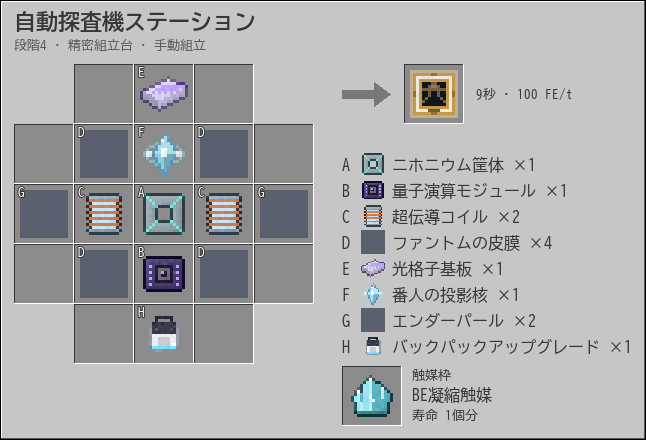 自動探査機ステーション
段階4 · 精密組立台 · 手動組立
E
D
F
D
G
C
A
C
G
D
B
D
H
9秒 · 100 FE/t
A ニホニウム筐体 ×1
B 量子演算モジュール ×1
C 超伝導コイル ×2
D ファントムの皮膜 ×4
E 光格子基板 ×1
F 番人の投影核 ×1
G エンダーパール ×2
H バックパックアップグレード ×1
触媒枠
BE凝縮触媒
寿命 1個分